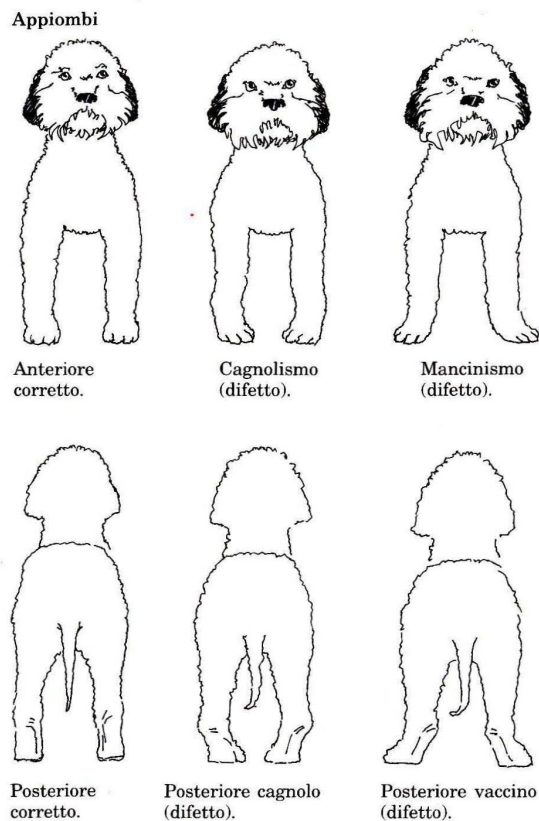 Appiombi
Anteriore
corretto.
Cagnolismo
(difetto).
Mancinismo
(difetto).
Posteriore
corretto.
Posteriore cagnolo
(difetto).
Posteriore vaccino
(difetto).